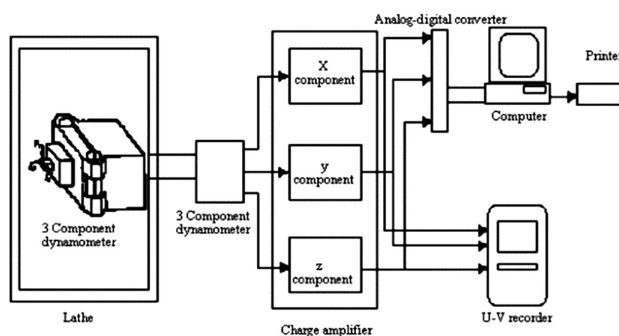 Analog-digital converter
Printer
X
component
Computer
y
component
3 Component
dynamometer
3 Component
dynamometer
z
component
Lathe
Charge amplifier
U-V recorder